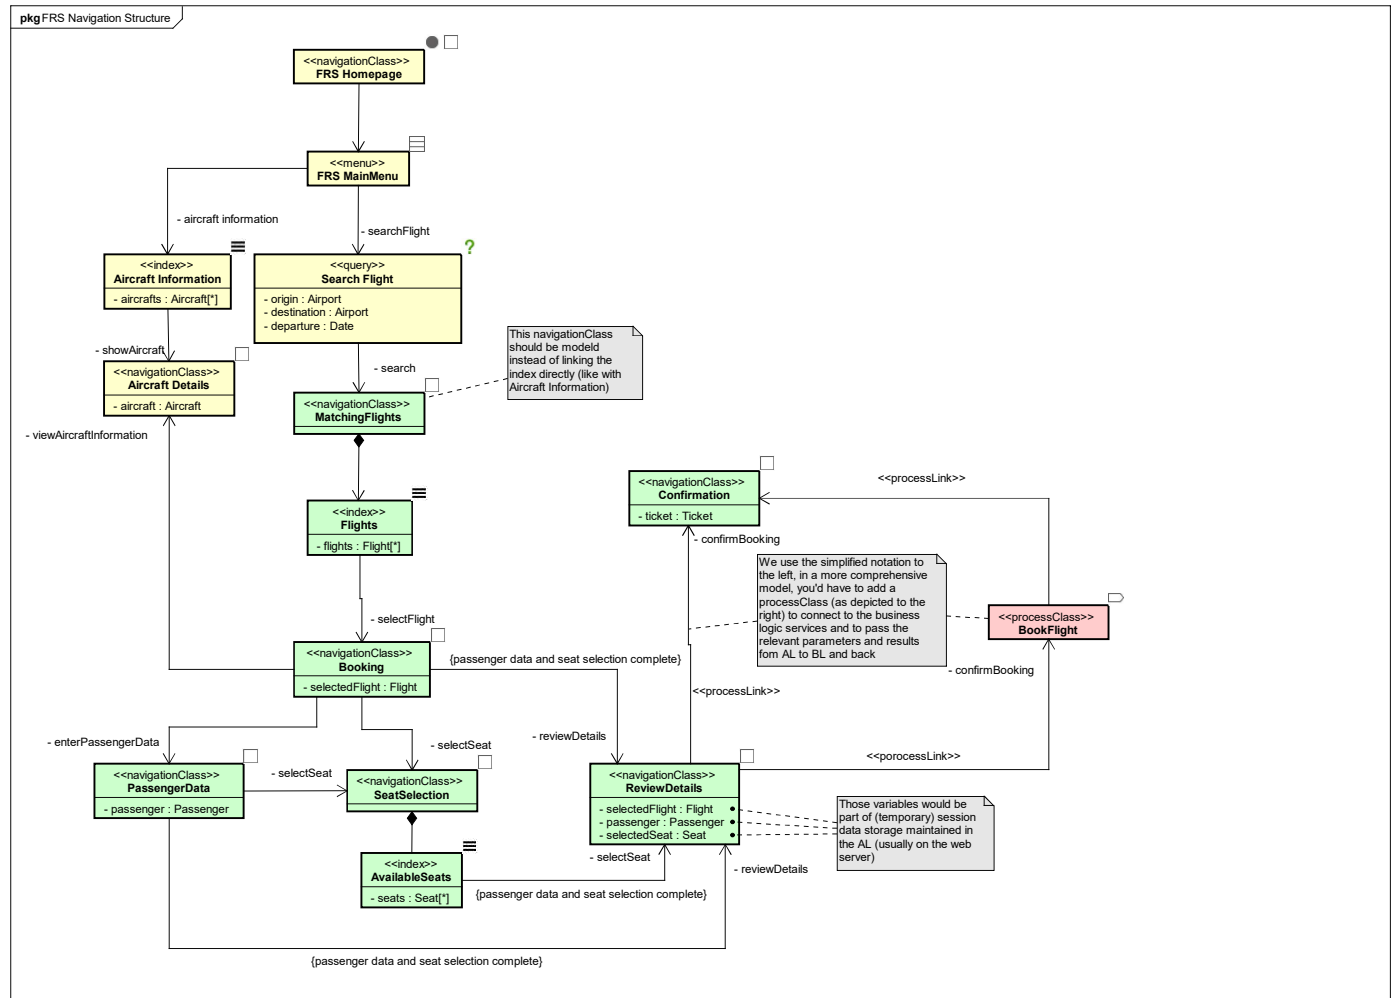 pkg FRS Navigation Structure
<<navigationClass>>
FRS Homepage
<<menu>>
FRS MainMenu
- aircraft information
- searchFlight
?
<<index>>
Aircraft Information
- aircrafts : Aircraft[*]
<<query>>
Search Flight
- origin : Airport
- destination : Airport
- departure : Date
- showAircraft
<<navigationClass>>
Aircraft Details
- aircraft : Aircraft
- search
This navigationClass
should be modeld
instead of linking the
index directly (like with
Aircraft Information)
<<navigationClass>>
MatchingFlights
- viewAircraftInformation
<<index>>
Flights
- flights : Flight[*]
<<navigationClass>>
Confirmation
- ticket : Ticket
<<processLink>>
- confirmBooking
We use the simplified notation to
the left, in a more comprehensive
model, you'd have to add a
processClass (as depicted to the
right) to connect to the business
logic services and to pass the
relevant parameters and results
fom AL to BL and back
<<processClass>>
BookFlight
- selectFlight
<<navigationClass>>
Booking
- selectedFlight : Flight
{passenger data and seat selection complete}
- confirmBooking
<<processLink>>
- enterPassengerData
- selectSeat
- reviewDetails
<<porocessLink>>
<<navigationClass>>
PassengerData
- passenger : Passenger
- selectSeat
<<navigationClass>>
SeatSelection
<<navigationClass>>
ReviewDetails
- selectedFlight : Flight
- passenger : Passenger
- selectedSeat : Seat
Those variables would be
part of (temporary) session
data storage maintained in
the AL (usually on the web
server)
<<index>>
AvailableSeats
- seats : Seat[*]
- selectSeat
- reviewDetails
{passenger data and seat selection complete}
{passenger data and seat selection complete}